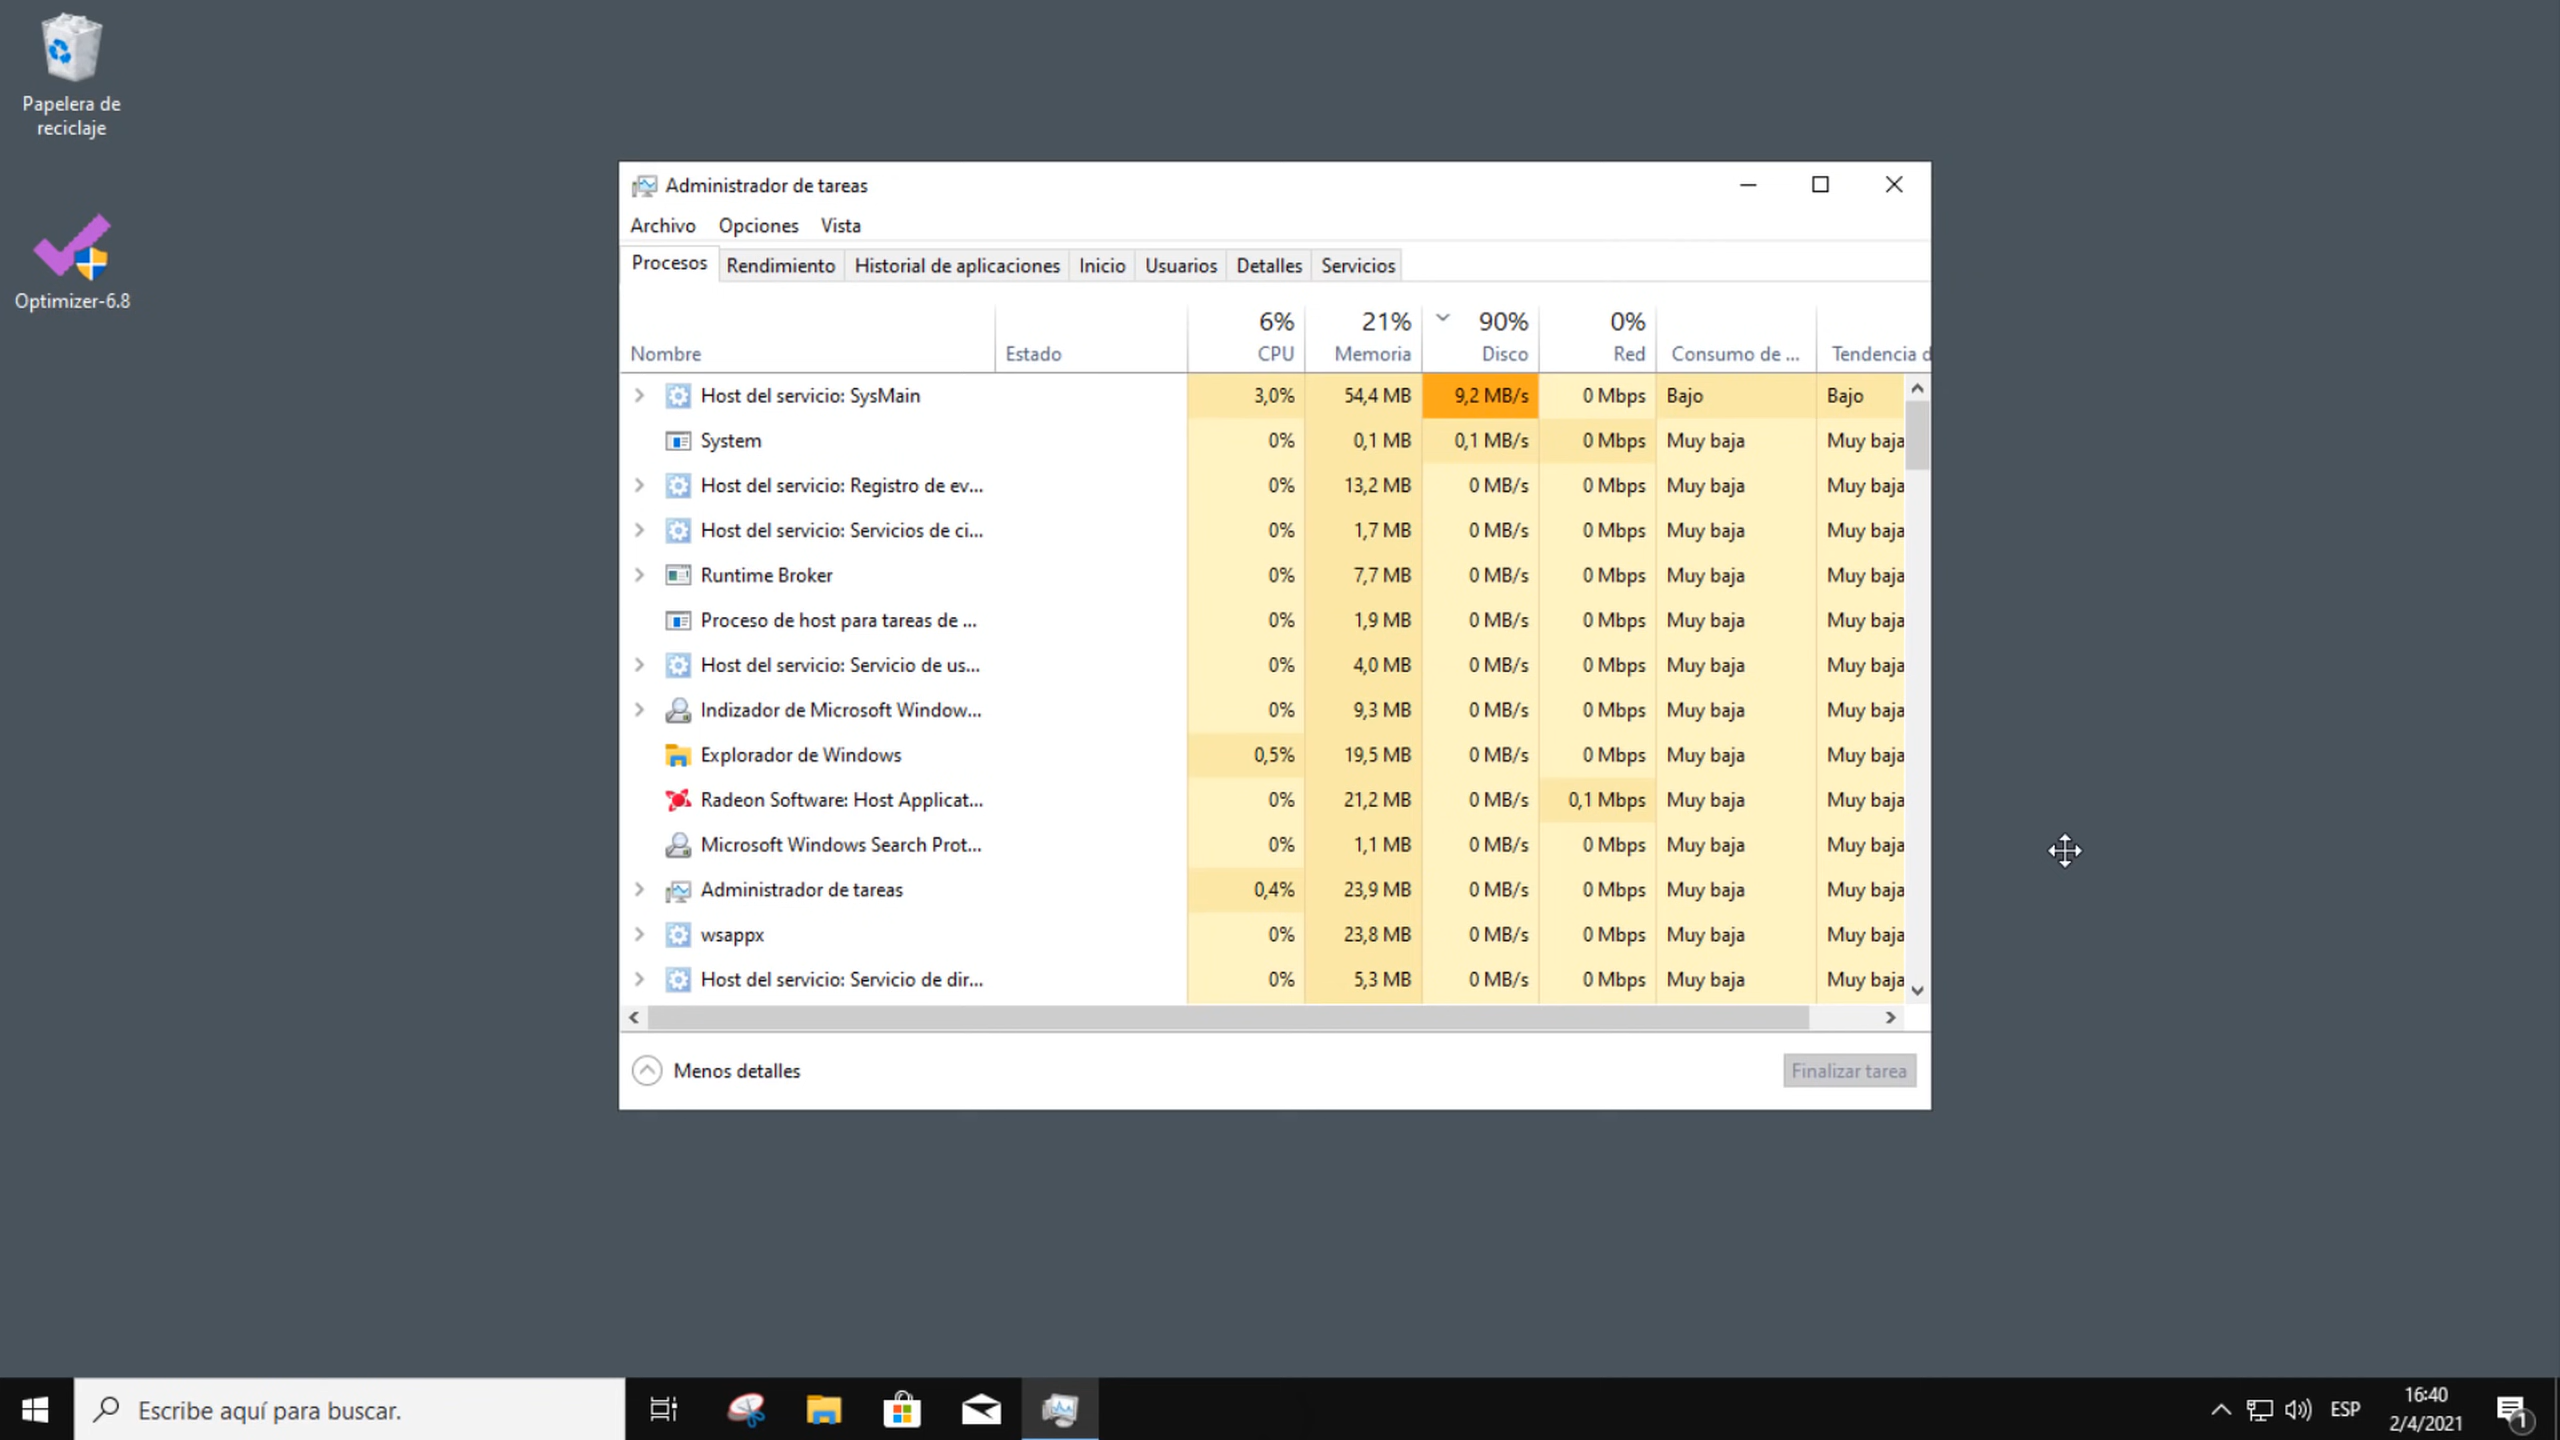 Papelera de
reciclaje
Optimizer-6.8
Administrador de tareas
Archivo Opciones Vista
Procesos Rendimiento Historial de aplicaciones Inicio Usuarios Detalles Servicios
6% 21% 90% 0%
Nombre Estado CPU Memoria Disco Red Consumo de ... Tendencia d
Host del servicio: SysMain 3,0% 54,4 MB 9,2 MB/s 0 Mbps Bajo Bajo
System 0% 0,1 MB 0,1 MB/s 0 Mbps Muy baja Muy baja
Host del servicio: Registro de ev... 0% 13,2 MB 0 MB/s 0 Mbps Muy baja Muy baja
Host del servicio: Servicios de ci... 0% 1,7 MB 0 MB/s 0 Mbps Muy baja Muy baja
Runtime Broker 0% 7,7 MB 0 MB/s 0 Mbps Muy baja Muy baja
Proceso de host para tareas de ... 0% 1,9 MB 0 MB/s 0 Mbps Muy baja Muy baja
Host del servicio: Servicio de us... 0% 4,0 MB 0 MB/s 0 Mbps Muy baja Muy baja
Indizador de Microsoft Window... 0% 9,3 MB 0 MB/s 0 Mbps Muy baja Muy baja
Explorador de Windows 0,5% 19,5 MB 0 MB/s 0 Mbps Muy baja Muy baja
Radeon Software: Host Applicat... 0% 21,2 MB 0 MB/s 0,1 Mbps Muy baja Muy baja
Microsoft Windows Search Prot... 0% 1,1 MB 0 MB/s 0 Mbps Muy baja Muy baja
Administrador de tareas 0,4% 23,9 MB 0 MB/s 0 Mbps Muy baja Muy baja
wsappx 0% 23,8 MB 0 MB/s 0 Mbps Muy baja Muy baja
Host del servicio: Servicio de dir... 0% 5,3 MB 0 MB/s 0 Mbps Muy baja Muy baja
Menos detalles Finalizar tarea
Escribe aquí para buscar.
ESP
16:40
2/4/2021
1